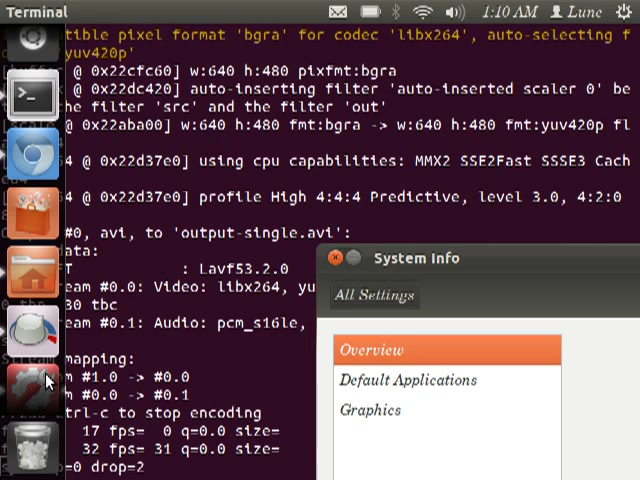 Terminal
1:10 AM Lune
tible pixel format 'bgra' for codec 'libx264', auto-selecting f
yuv420p'
@ 0x22cfc60] w:640 h:480 pixfmt:bgra
@ 0x22dc420] auto-inserting filter 'auto-inserted scaler 0' be
the filter 'src' and the filter 'out'
@ 0x22aba00] w:640 h:480 fmt:bgra -> w:640 h:480 fmt:yuv420p fl
4 @ 0x22d37e0] using cpu capabilities: MMX2 SSE2Fast SSSE3 Cach
4 @ 0x22d37e0] profile High 4:4:4 Predictive, level 3.0, 4:2:0
#0, avi, to 'output-single.avi':
data:
FT : Lavf53.2.0
ream #0.0: Video: libx264, yu
30 tbc
ream #0.1: Audio: pcm_s16le,
mapping:
m #1.0 -> #0.0
m #0.0 -> #0.1
ctrl-c to stop encoding
17 fps= 0 q=0.0 size=
32 fps= 31 q=0.0 size=
=0 drop=2
System Info
All Settings
Overview
Default Applications
Graphics